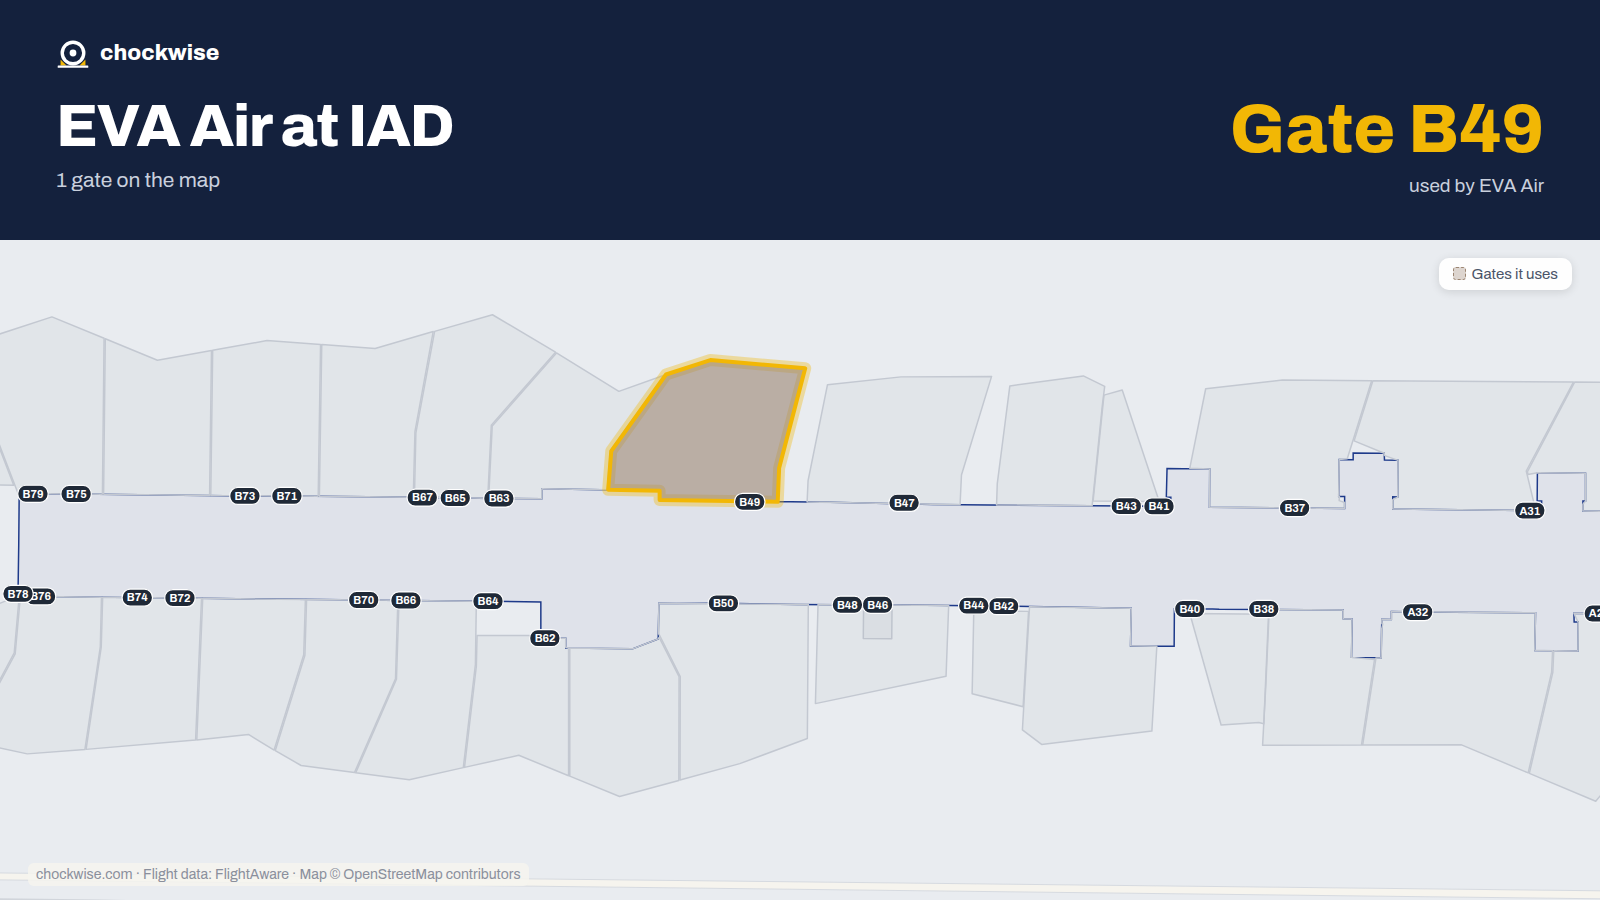 chockwise
EVA Air at IAD
1 gate on the map
Gate B49
used by EVA Air
Gates it uses
B79 B75 B73 B71 B67 B65 B63 B49 B47 B43 B41 B37 A31
B78 B76 B74 B72 B70 B66 B64 B62 B50 B48 B46 B44 B42 B40 B38 A32
chockwise.com · Flight data: FlightAware · Map © OpenStreetMap contributors